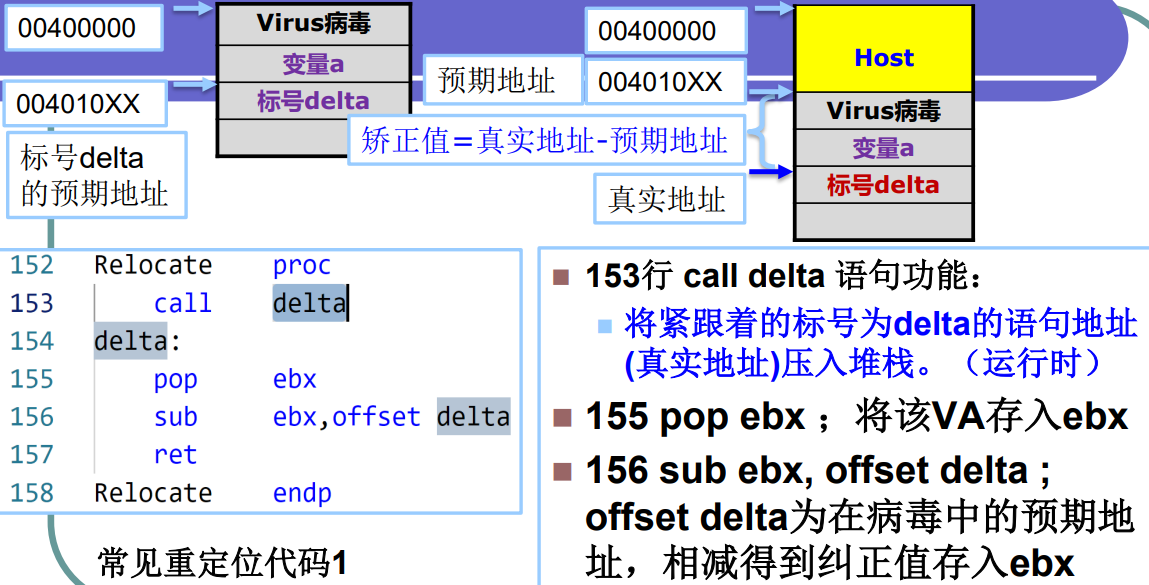 00400000
Virus病毒
变量a
004010XX
标号delta
标号delta
的预期地址
预期地址
00400000
004010XX
Host
Virus病毒
变量a
标号delta
矫正值=真实地址-预期地址
真实地址
152 Relocate proc
153 call delta
154 delta:
155 pop ebx
156 sub ebx,offset delta
157 ret
158 Relocate endp
常见重定位代码1
153行 call delta 语句功能：
将紧跟着的标号为delta的语句地址
(真实地址)压入堆栈。（运行时）
155 pop ebx ；将该VA存入ebx
156 sub ebx, offset delta ;
offset delta为在病毒中的预期地
址，相减得到纠正值存入ebx